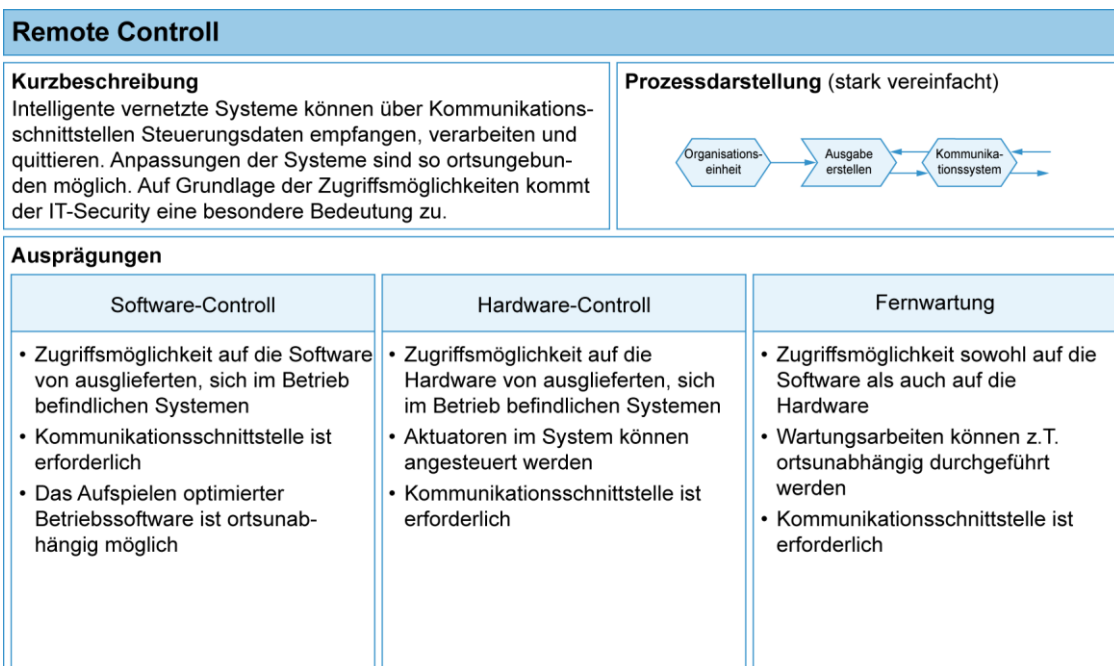 Remote Controll
Kurzbeschreibung
Intelligente vernetzte Systeme können über Kommunikations-
schnittstellen Steuerungsdaten empfangen, verarbeiten und
quittieren. Anpassungen der Systeme sind so ortsungebun-
den möglich. Auf Grundlage der Zugriffsmöglichkeiten kommt
der IT-Security eine besondere Bedeutung zu.
Prozessdarstellung (stark vereinfacht)
Organisations-
einheit
Ausgabe
erstellen
Kommunika-
tionssystem
Ausprägungen
Software-Controll
• Zugriffsmöglichkeit auf die Software
von ausglieferten, sich im Betrieb
befindlichen Systemen
• Kommunikationsschnittstelle ist
erforderlich
• Das Aufspielen optimierter
Betriebssoftware ist ortsunab-
hängig möglich
Hardware-Controll
• Zugriffsmöglichkeit auf die
Hardware von ausglieferten, sich
im Betrieb befindlichen Systemen
• Aktuatoren im System können
angesteuert werden
• Kommunikationsschnittstelle ist
erforderlich
Fernwartung
• Zugriffsmöglichkeit sowohl auf die
Software als auch auf die
Hardware
• Wartungsarbeiten können z.T.
ortsunabhängig durchgeführt
werden
• Kommunikationsschnittstelle ist
erforderlich